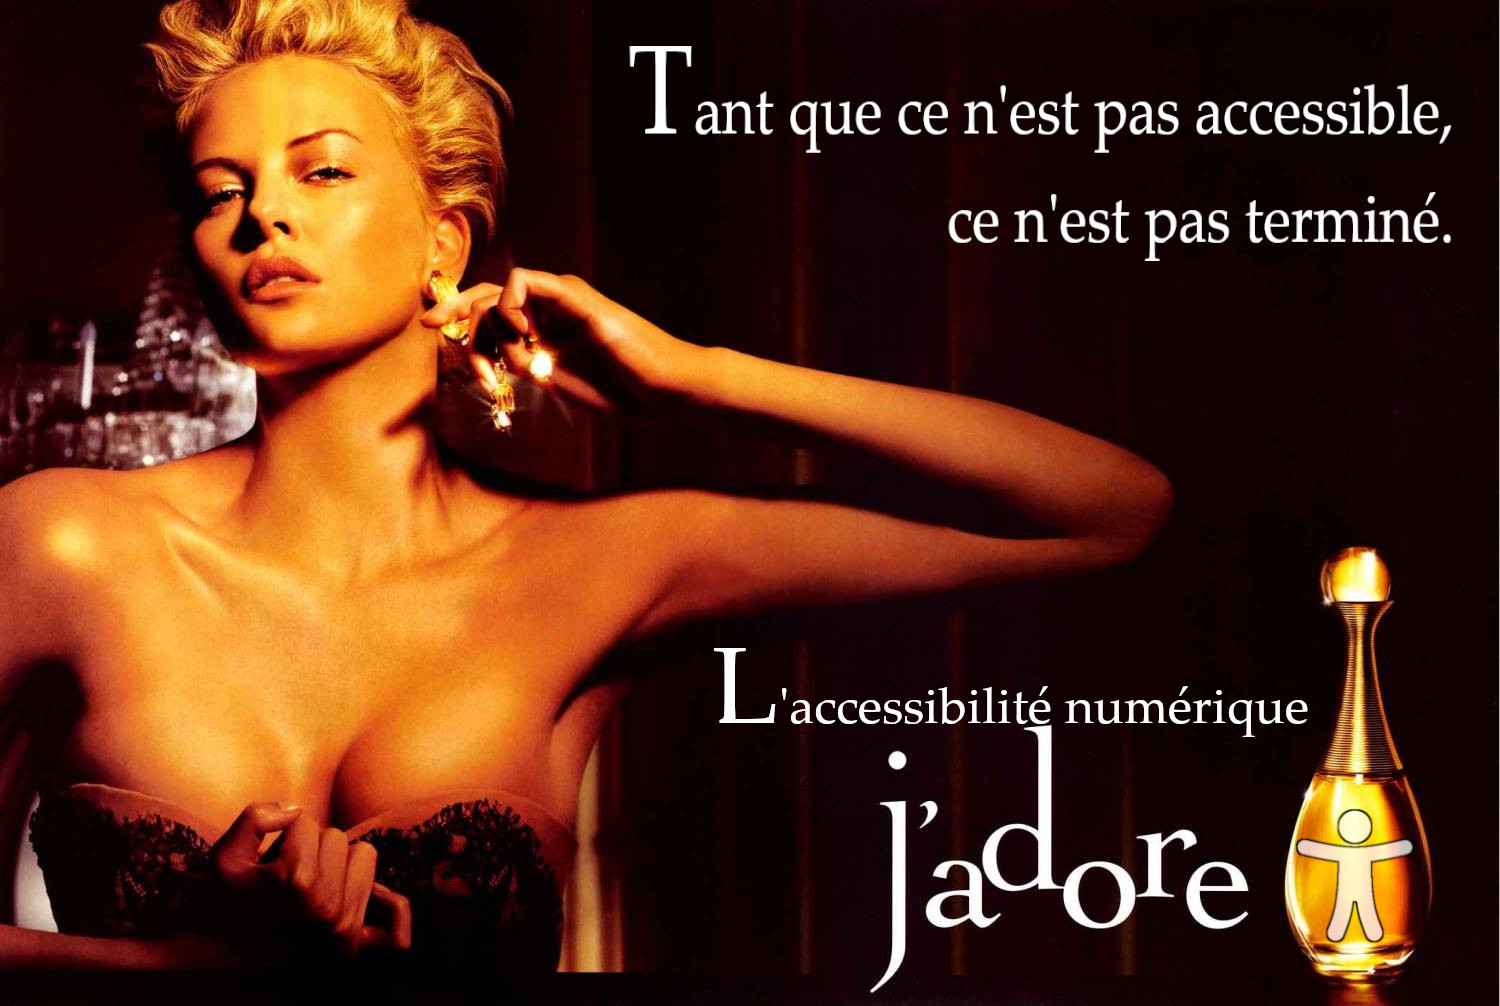 Tant que ce n'est pas accessible,
ce n'est pas terminé.
L'accessibilité numérique
j'adore